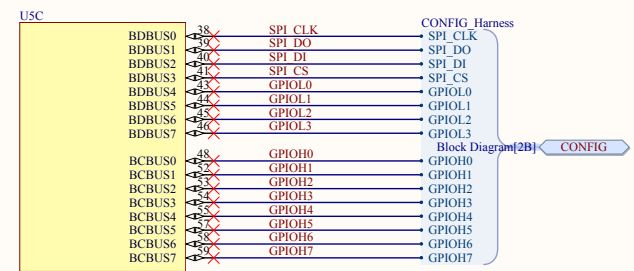 U5C
CONFIG_Harness
BDBUS0 38 SPI_CLK SPI_CLK
BDBUS1 39 SPI_DO SPI_DO
BDBUS2 40 SPI_DI SPI_DI
BDBUS3 41 SPI_CS SPI_CS
BDBUS4 43 GPIOL0 GPIOL0
BDBUS5 44 GPIOL1 GPIOL1
BDBUS6 45 GPIOL2 GPIOL2
BDBUS7 46 GPIOL3 GPIOL3
Block Diagram[2B] CONFIG
BCBUS0 48 GPIOH0 GPIOH0
BCBUS1 52 GPIOH1 GPIOH1
BCBUS2 53 GPIOH2 GPIOH2
BCBUS3 54 GPIOH3 GPIOH3
BCBUS4 55 GPIOH4 GPIOH4
BCBUS5 57 GPIOH5 GPIOH5
BCBUS6 58 GPIOH6 GPIOH6
BCBUS7 59 GPIOH7 GPIOH7